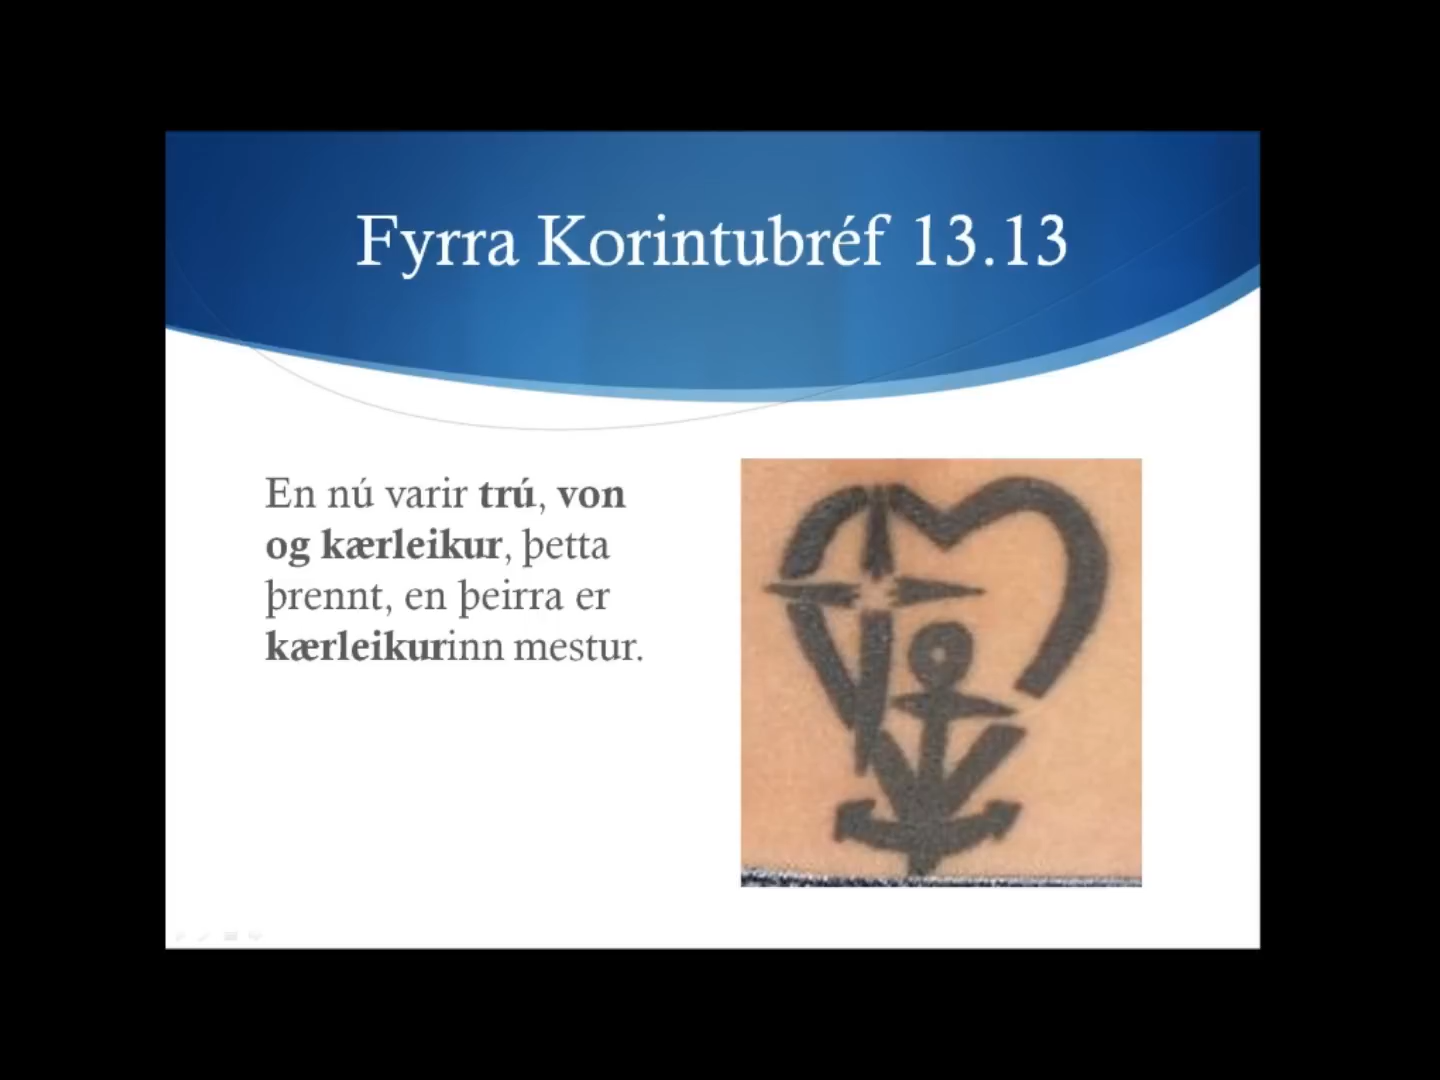 Fyrra Korintubréf 13.13
En nú varir trú, von
og kærleikur, þetta
þrennt, en þeirra er
kærleikurinn mestur.